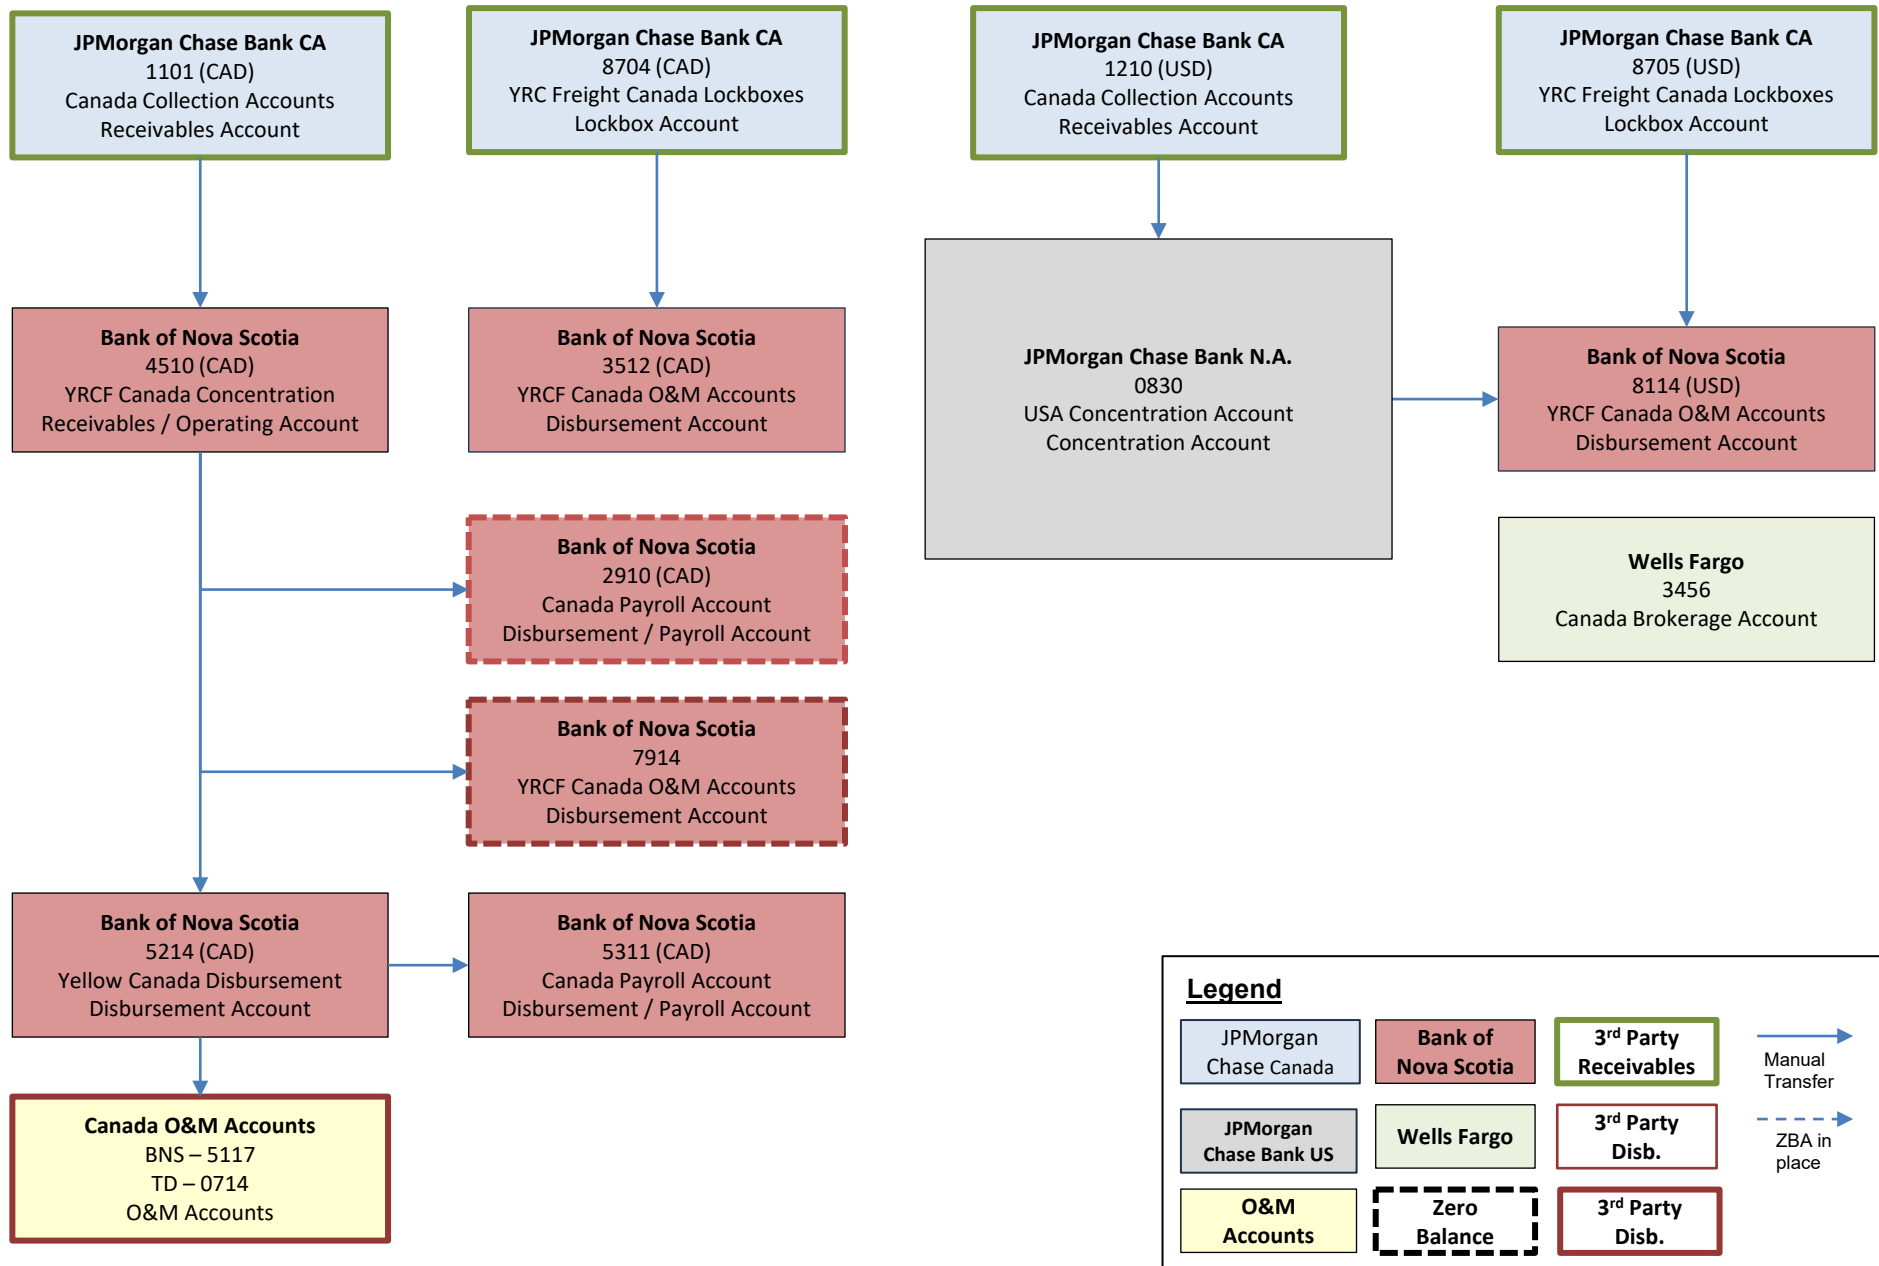 JPMorgan Chase Bank CA
1101 (CAD)
Canada Collection Accounts
Receivables Account
JPMorgan Chase Bank CA
8704 (CAD)
YRC Freight Canada Lockboxes
Lockbox Account
JPMorgan Chase Bank CA
1210 (USD)
Canada Collection Accounts
Receivables Account
JPMorgan Chase Bank CA
8705 (USD)
YRC Freight Canada Lockboxes
Lockbox Account
Bank of Nova Scotia
4510 (CAD)
YRCF Canada Concentration
Receivables / Operating Account
Bank of Nova Scotia
3512 (CAD)
YRCF Canada O&M Accounts
Disbursement Account
JPMorgan Chase Bank N.A.
0830
USA Concentration Account
Concentration Account
Bank of Nova Scotia
8114 (USD)
YRCF Canada O&M Accounts
Disbursement Account
Bank of Nova Scotia
2910 (CAD)
Canada Payroll Account
Disbursement / Payroll Account
Wells Fargo
3456
Canada Brokerage Account
Bank of Nova Scotia
7914
YRCF Canada O&M Accounts
Disbursement Account
Bank of Nova Scotia
5214 (CAD)
Yellow Canada Disbursement
Disbursement Account
Bank of Nova Scotia
5311 (CAD)
Canada Payroll Account
Disbursement / Payroll Account
Canada O&M Accounts
BNS – 5117
TD – 0714
O&M Accounts
Legend
JPMorgan
Chase Canada
Bank of
Nova Scotia
3rd Party
Receivables
Manual
Transfer
JPMorgan
Chase Bank US
Wells Fargo
3rd Party
Disb.
ZBA in
place
O&M
Accounts
Zero
Balance
3rd Party
Disb.